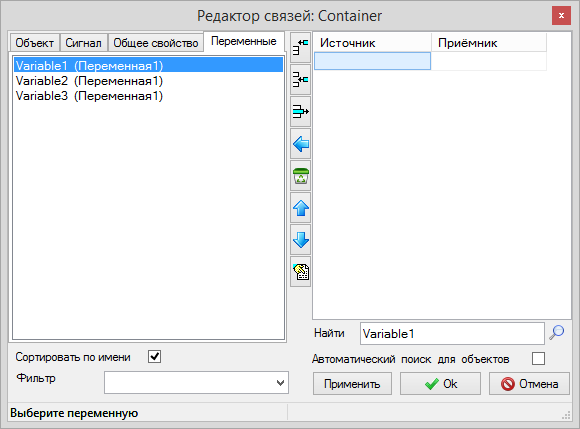 Редактор связей: Container
x
Объект Сигнал Общее свойство Переменные
Variable1 (Переменная1)
Variable2 (Переменная1)
Variable3 (Переменная1)
Источник Приёмник
Найти Variable1
Сортировать по имени
Автоматический поиск для объектов
Фильтр
Применить Ok Отмена
Выберите переменную